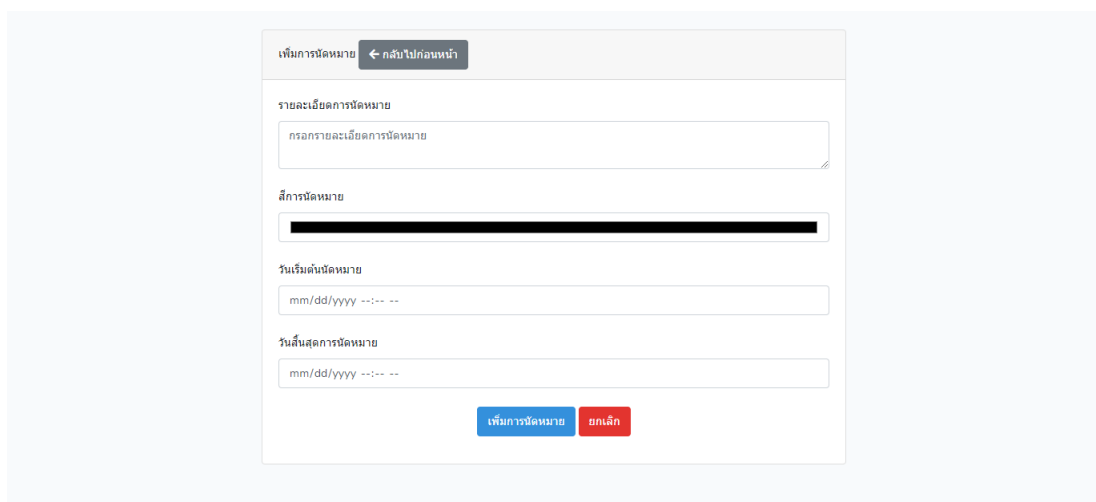 เพิ่มการนัดหมาย ← กลับไปก่อนหน้า
รายละเอียดการนัดหมาย
กรอกรายละเอียดการนัดหมาย
สีการนัดหมาย
วันเริ่มต้นนัดหมาย
mm/dd/yyyy --:-- --
วันสิ้นสุดการนัดหมาย
mm/dd/yyyy --:-- --
เพิ่มการนัดหมาย ยกเลิก